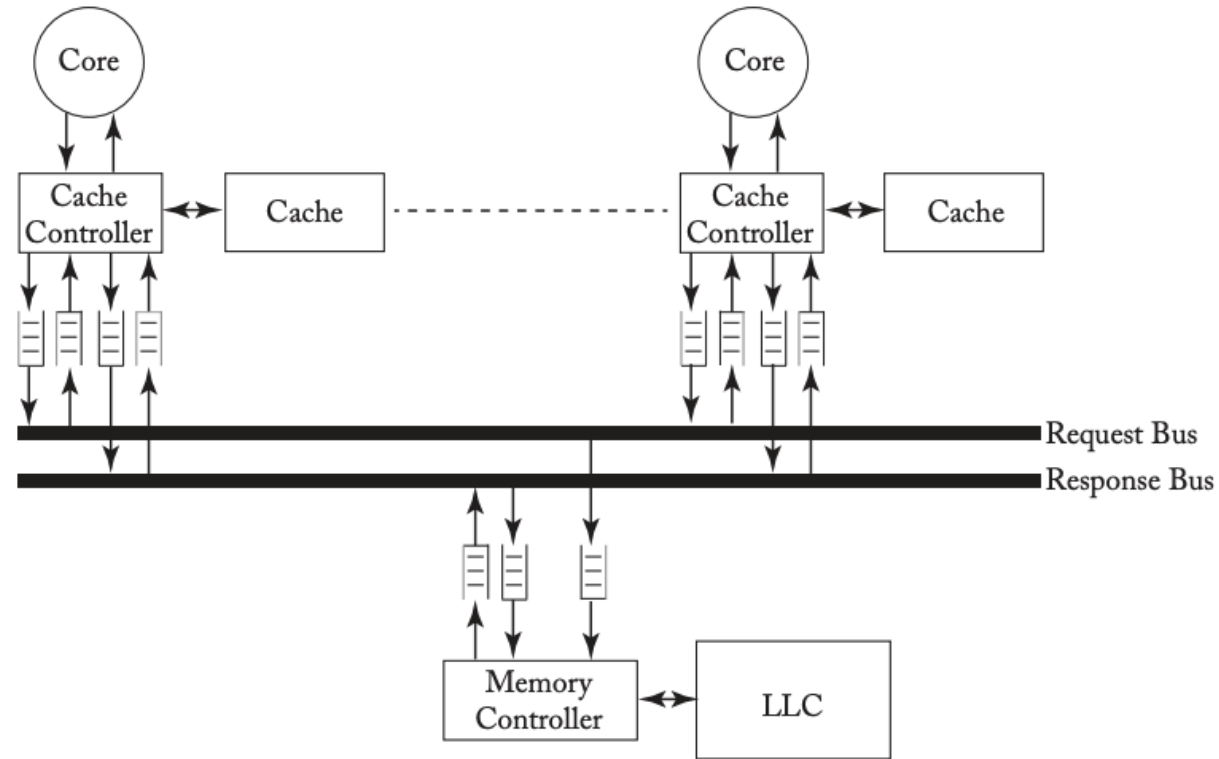 Core
Core
Cache
Controller
Cache
Cache
Controller
Cache
Request Bus
Response Bus
Memory
Controller
LLC